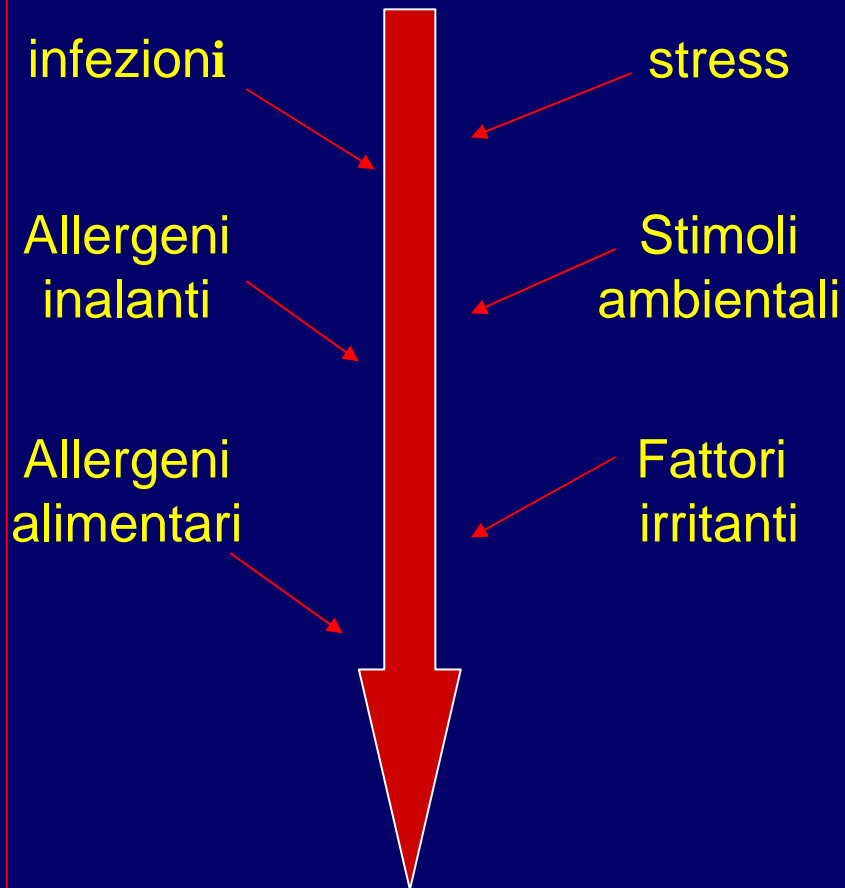 infezioni
stress
Allergeni
inalanti
Stimoli
ambientali
Allergeni
alimentari
Fattori
irritanti